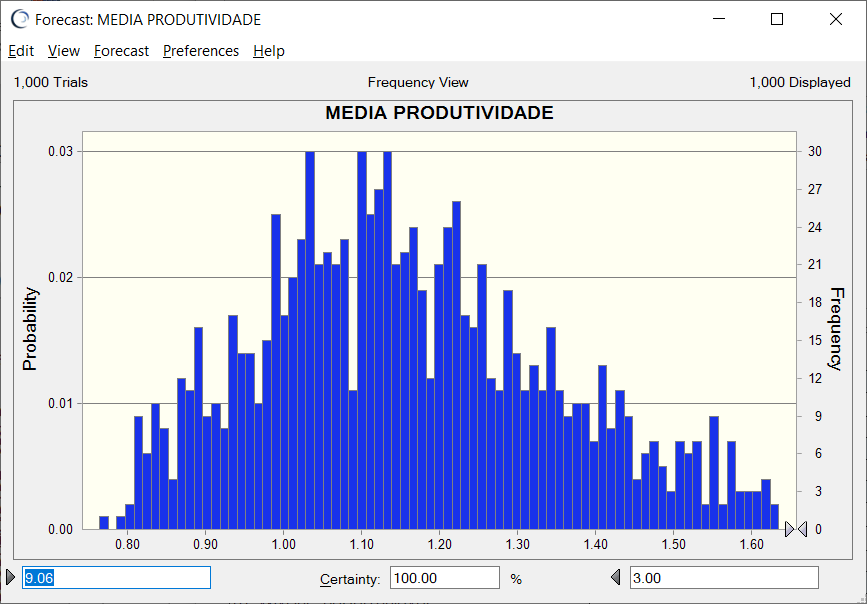 Forecast: MEDIA PRODUTIVIDADE
Edit View Forecast Preferences Help
1,000 Trials Frequency View 1,000 Displayed
MEDIA PRODUTIVIDADE
0.03 30
27
24
0.02 21
18
15
12
0.01 9
6
3
0.00 0
Probability
Frequency
0.80 0.90 1.00 1.10 1.20 1.30 1.40 1.50 1.60
9.06 Certainty: 100.00 % 3.00